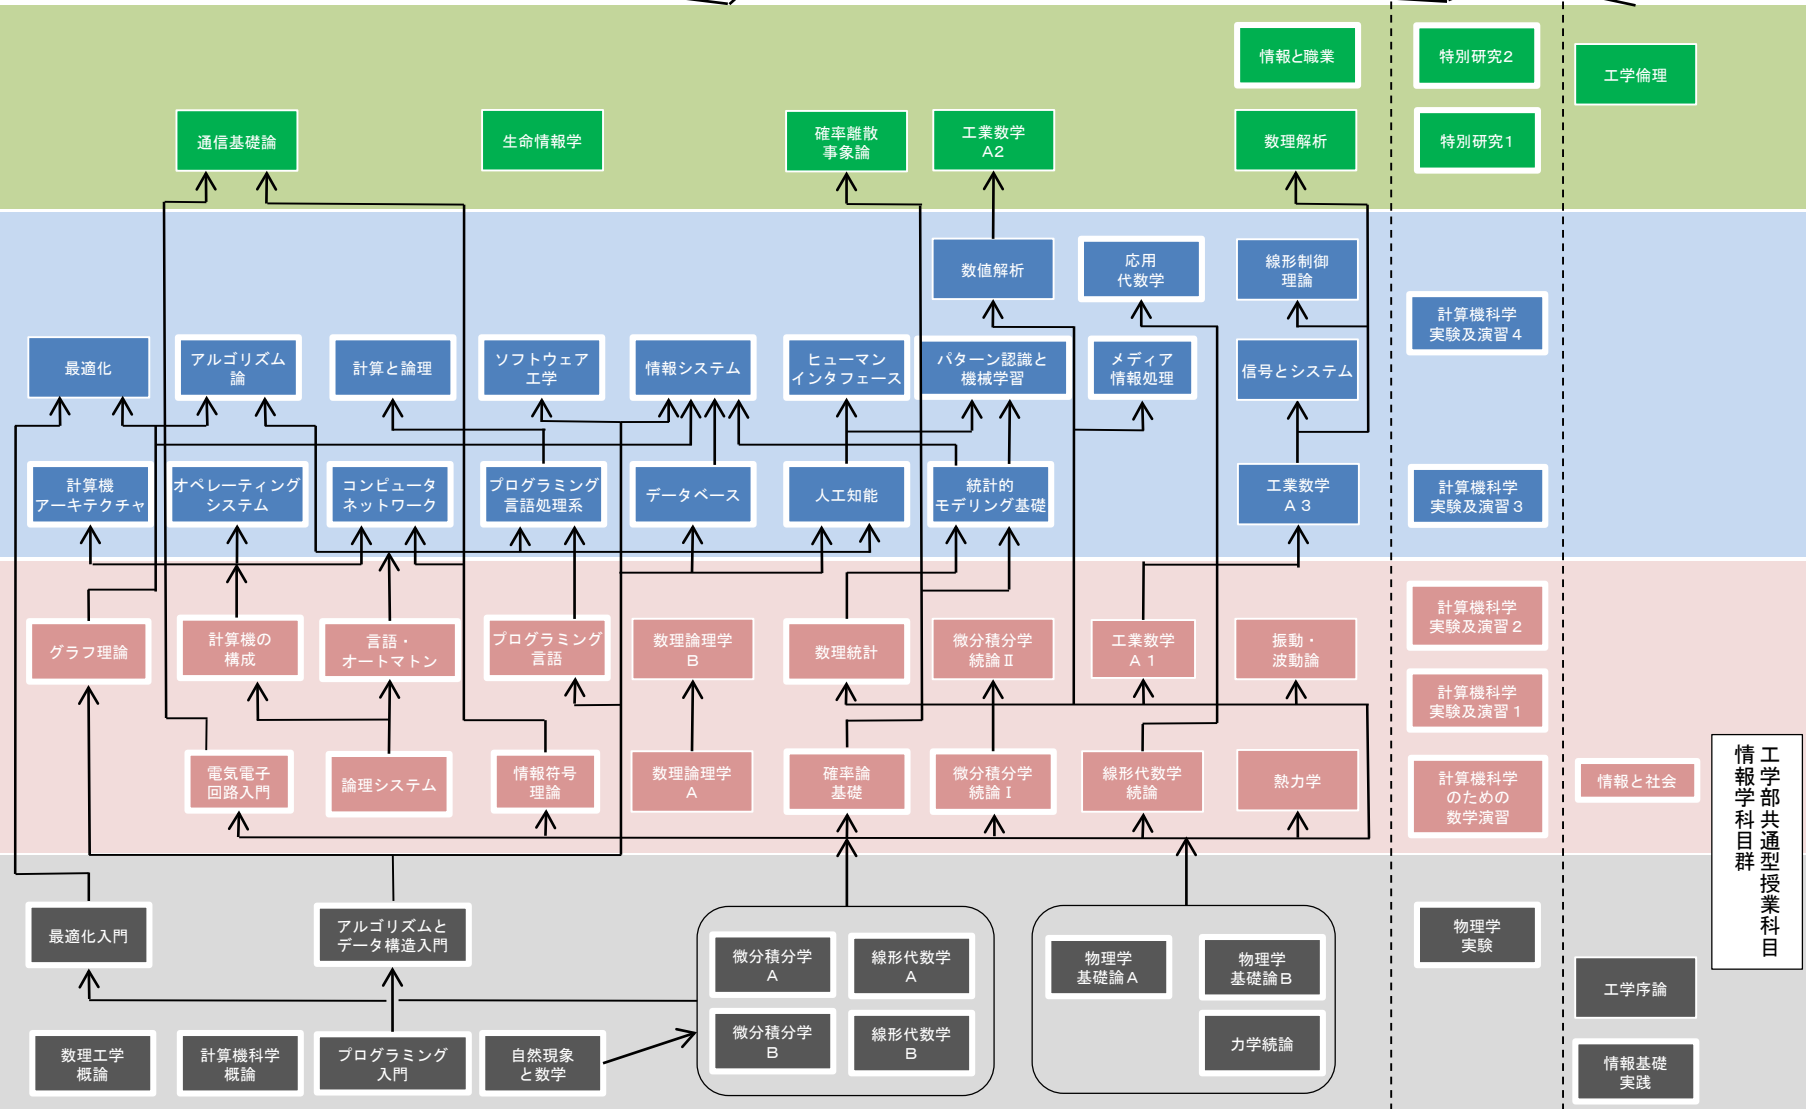 情報と職業
特別研究2
工学倫理
通信基礎論
生命情報学
確率離散
事象論
工業数学
A2
数理解析
特別研究1
数値解析
応用
代数学
線形制御
理論
計算機科学
実験及演習4
最適化
アルゴリズム
論
計算と論理
ソフトウェア
工学
情報システム
ヒューマン
インタフェース
パターン認識と
機械学習
メディア
情報処理
信号とシステム
計算機
アーキテクチャ
オペレーティング
システム
コンピュータ
ネットワーク
プログラミング
言語処理系
データベース
人工知能
統計的
モデリング基礎
工業数学
A3
計算機科学
実験及演習3
グラフ理論
計算機の
構成
言語・
オートマトン
プログラミング
言語
数理論理学
B
数理統計
微分積分学
続論Ⅱ
工業数学
A1
振動・
波動論
計算機科学
実験及演習2
計算機科学
実験及演習1
電気電子
回路入門
論理システム
情報符号
理論
数理論理学
A
確率論
基礎
微分積分学
続論Ⅰ
線形代数学
続論
熱力学
計算機科学
のための
数学演習
情報と社会
工学部共通型授業科目
情報学科目群
最適化入門
アルゴリズムと
データ構造入門
微分積分学
A
線形代数学
A
物理学
基礎論A
物理学
基礎論B
物理学
実験
工学序論
数理工学
概論
計算機科学
概論
プログラミング
入門
自然現象
と数学
微分積分学
B
線形代数学
B
力学続論
情報基礎
実践